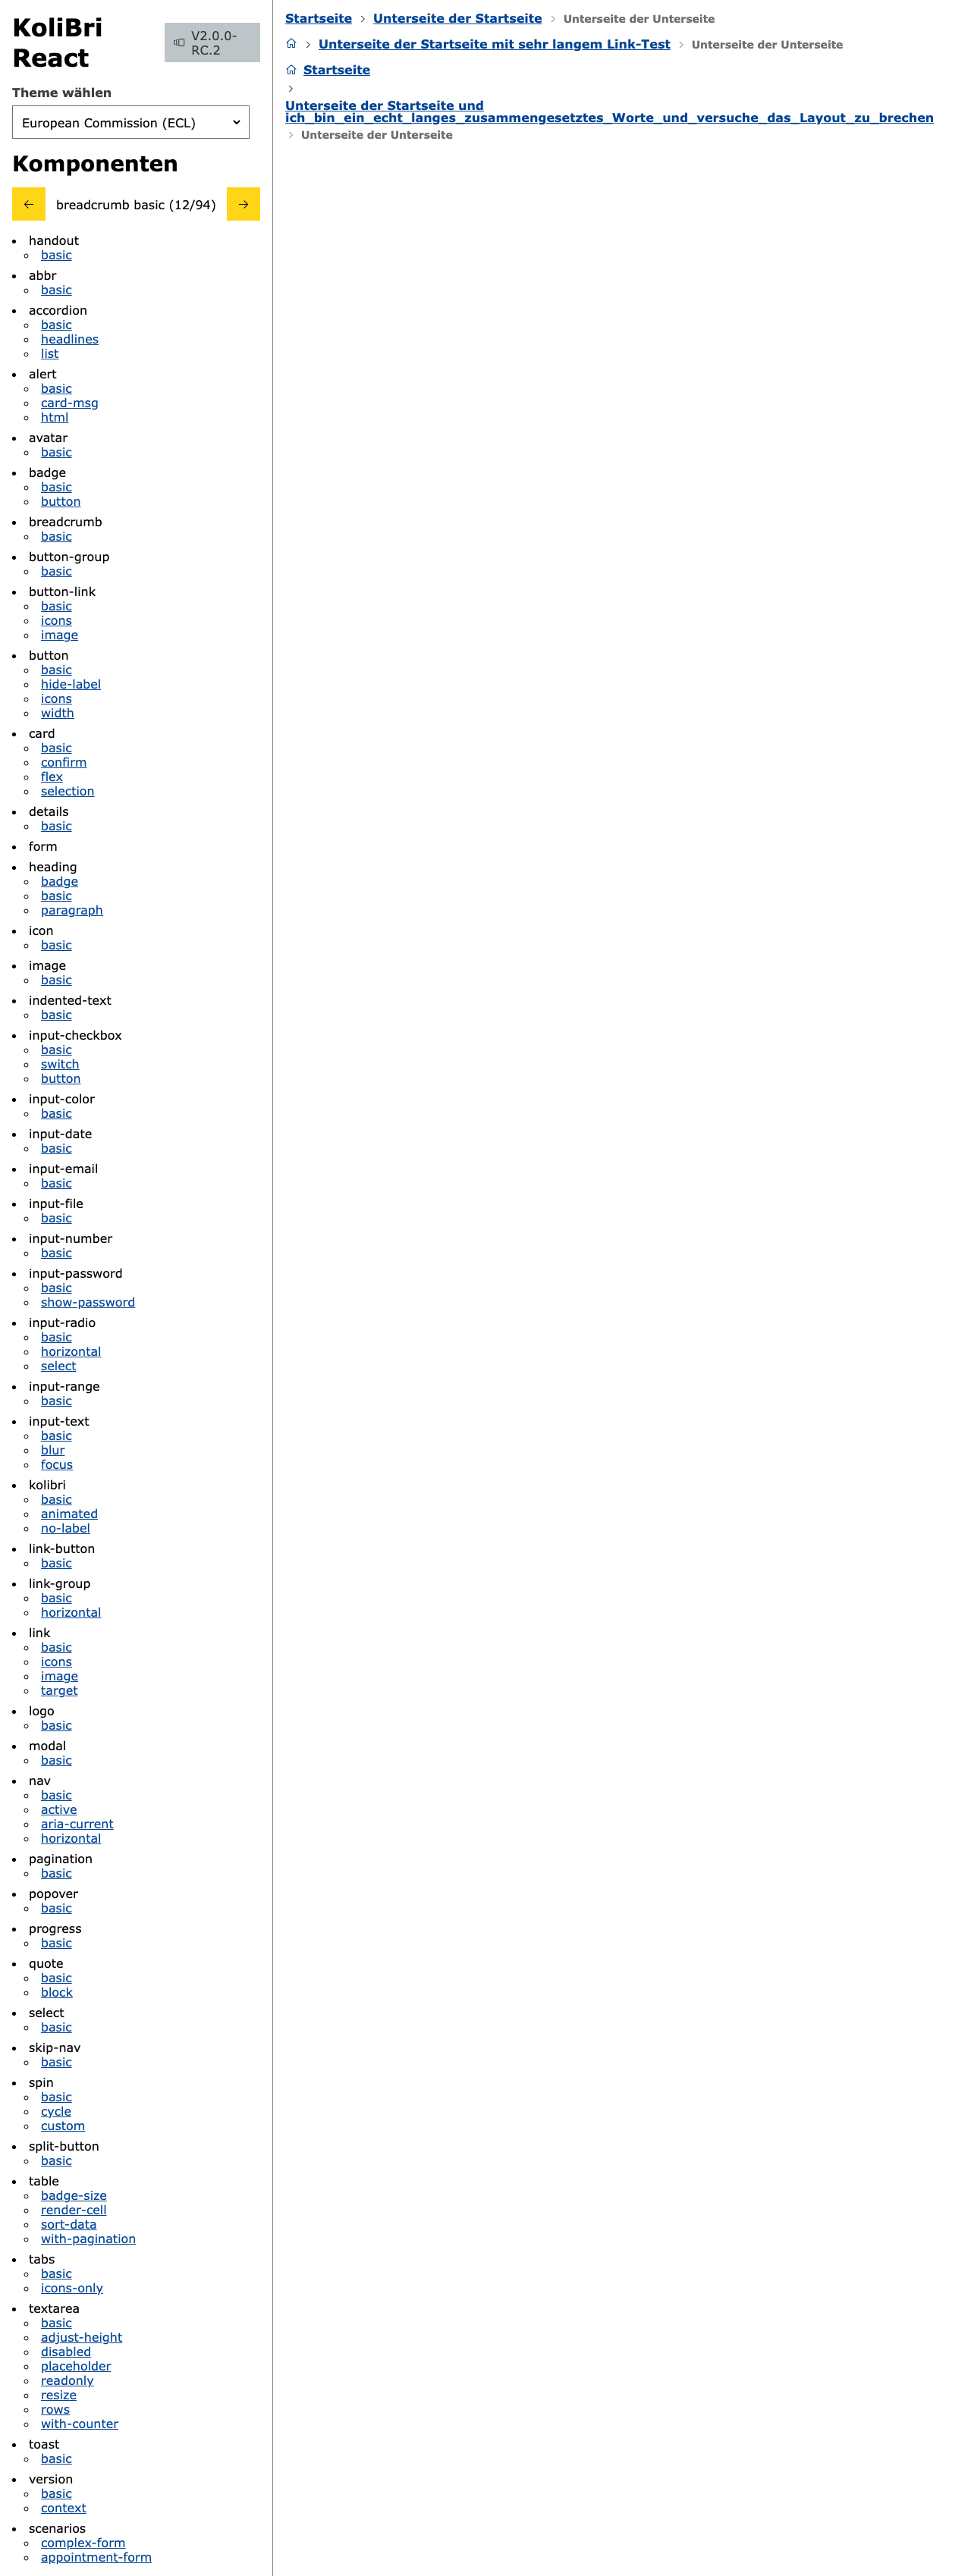 KoliBri
React
V2.0.0-
RC.2
Theme wählen
European Commission (ECL)
Komponenten
breadcrumb basic (12/94)
handout
basic
abbr
basic
accordion
basic
headlines
list
alert
basic
card-msg
html
avatar
basic
badge
basic
button
breadcrumb
basic
button-group
basic
button-link
basic
icons
image
button
basic
hide-label
icons
width
card
basic
confirm
flex
selection
details
basic
form
heading
badge
basic
paragraph
icon
basic
image
basic
indented-text
basic
input-checkbox
basic
switch
button
input-color
basic
input-date
basic
input-email
basic
input-file
basic
input-number
basic
input-password
basic
show-password
input-radio
basic
horizontal
select
input-range
basic
input-text
basic
blur
focus
kolibri
basic
animated
no-label
link-button
basic
link-group
basic
horizontal
link
basic
icons
image
target
logo
basic
modal
basic
nav
basic
active
aria-current
horizontal
pagination
basic
popover
basic
progress
basic
quote
basic
block
select
basic
skip-nav
basic
spin
basic
cycle
custom
split-button
basic
table
badge-size
render-cell
sort-data
with-pagination
tabs
basic
icons-only
textarea
basic
adjust-height
disabled
placeholder
readonly
resize
rows
with-counter
toast
basic
version
basic
context
scenarios
complex-form
appointment-form
Startseite > Unterseite der Startseite > Unterseite der Unterseite
> Unterseite der Startseite mit sehr langem Link-Test > Unterseite der Unterseite
Startseite
>
Unterseite der Startseite und
ich_bin_ein_echt_langes_zusammengesetztes_Worte_und_versuche_das_Layout_zu_brechen
> Unterseite der Unterseite